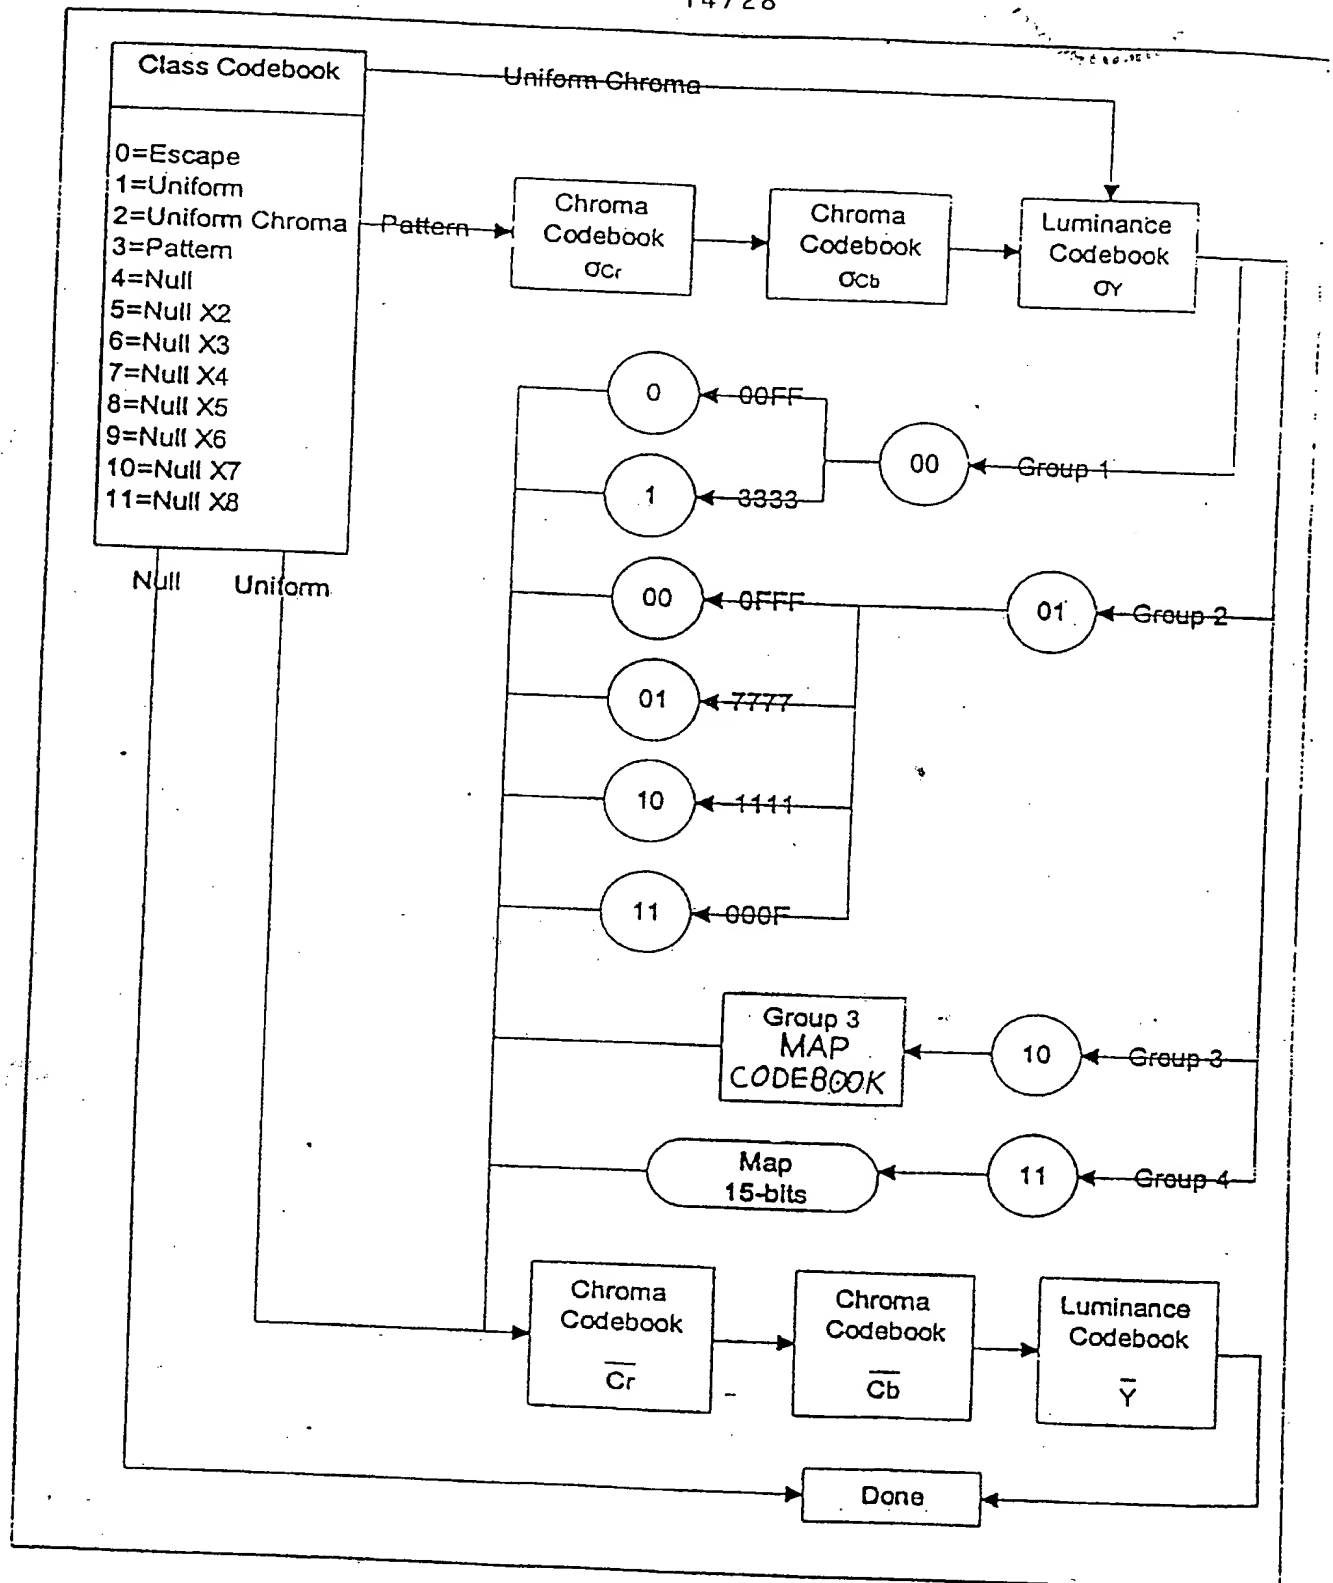 14/28
Class Codebook
Uniform Chroma
0=Escape
1=Uniform
2=Uniform Chroma
3=Pattern
4=Null
5=Null X2
6=Null X3
7=Null X4
8=Null X5
9=Null X6
10=Null X7
11=Null X8
Pattern
Chroma
Codebook
σCr
Chroma
Codebook
σCb
Luminance
Codebook
σY
0
00FF
00
Group 1
1
3333
Null
Uniform
00
0FFF
01
Group 2
01
7777
10
1111
11
000F
Group 3
MAP
CODEBOOK
10
Group 3
Map
15-bits
11
Group 4
Chroma
Codebook
C̅r̅
Chroma
Codebook
C̅b̅
Luminance
Codebook
Y̅
Done